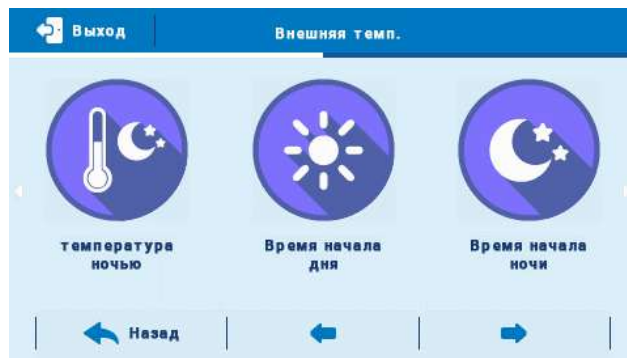 Выход
Внешняя темп.
температура
ночью
Время начала
дня
Время начала
ночи
Назад